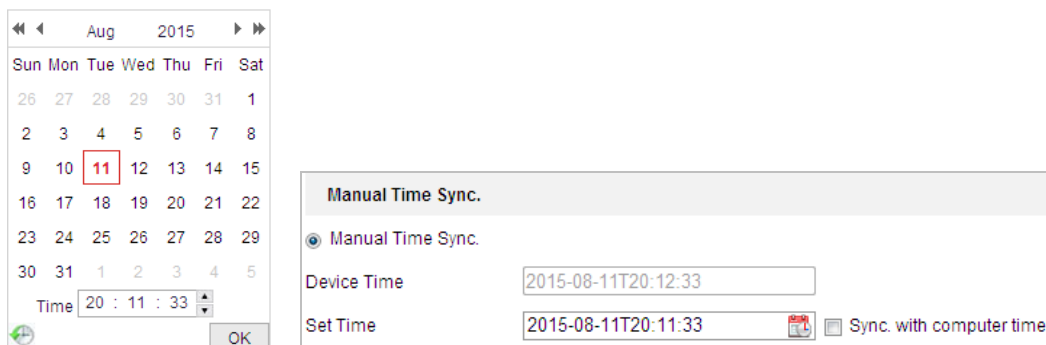 Aug 2015
Sun Mon Tue Wed Thu Fri Sat
26 27 28 29 30 31 1
2 3 4 5 6 7 8
9 10 11 12 13 14 15
16 17 18 19 20 21 22
23 24 25 26 27 28 29
30 31 1 2 3 4 5
Time 20 : 11 : 33
OK
Manual Time Sync.
Manual Time Sync.
Device Time 2015-08-11T20:12:33
Set Time 2015-08-11T20:11:33 Sync. with computer time